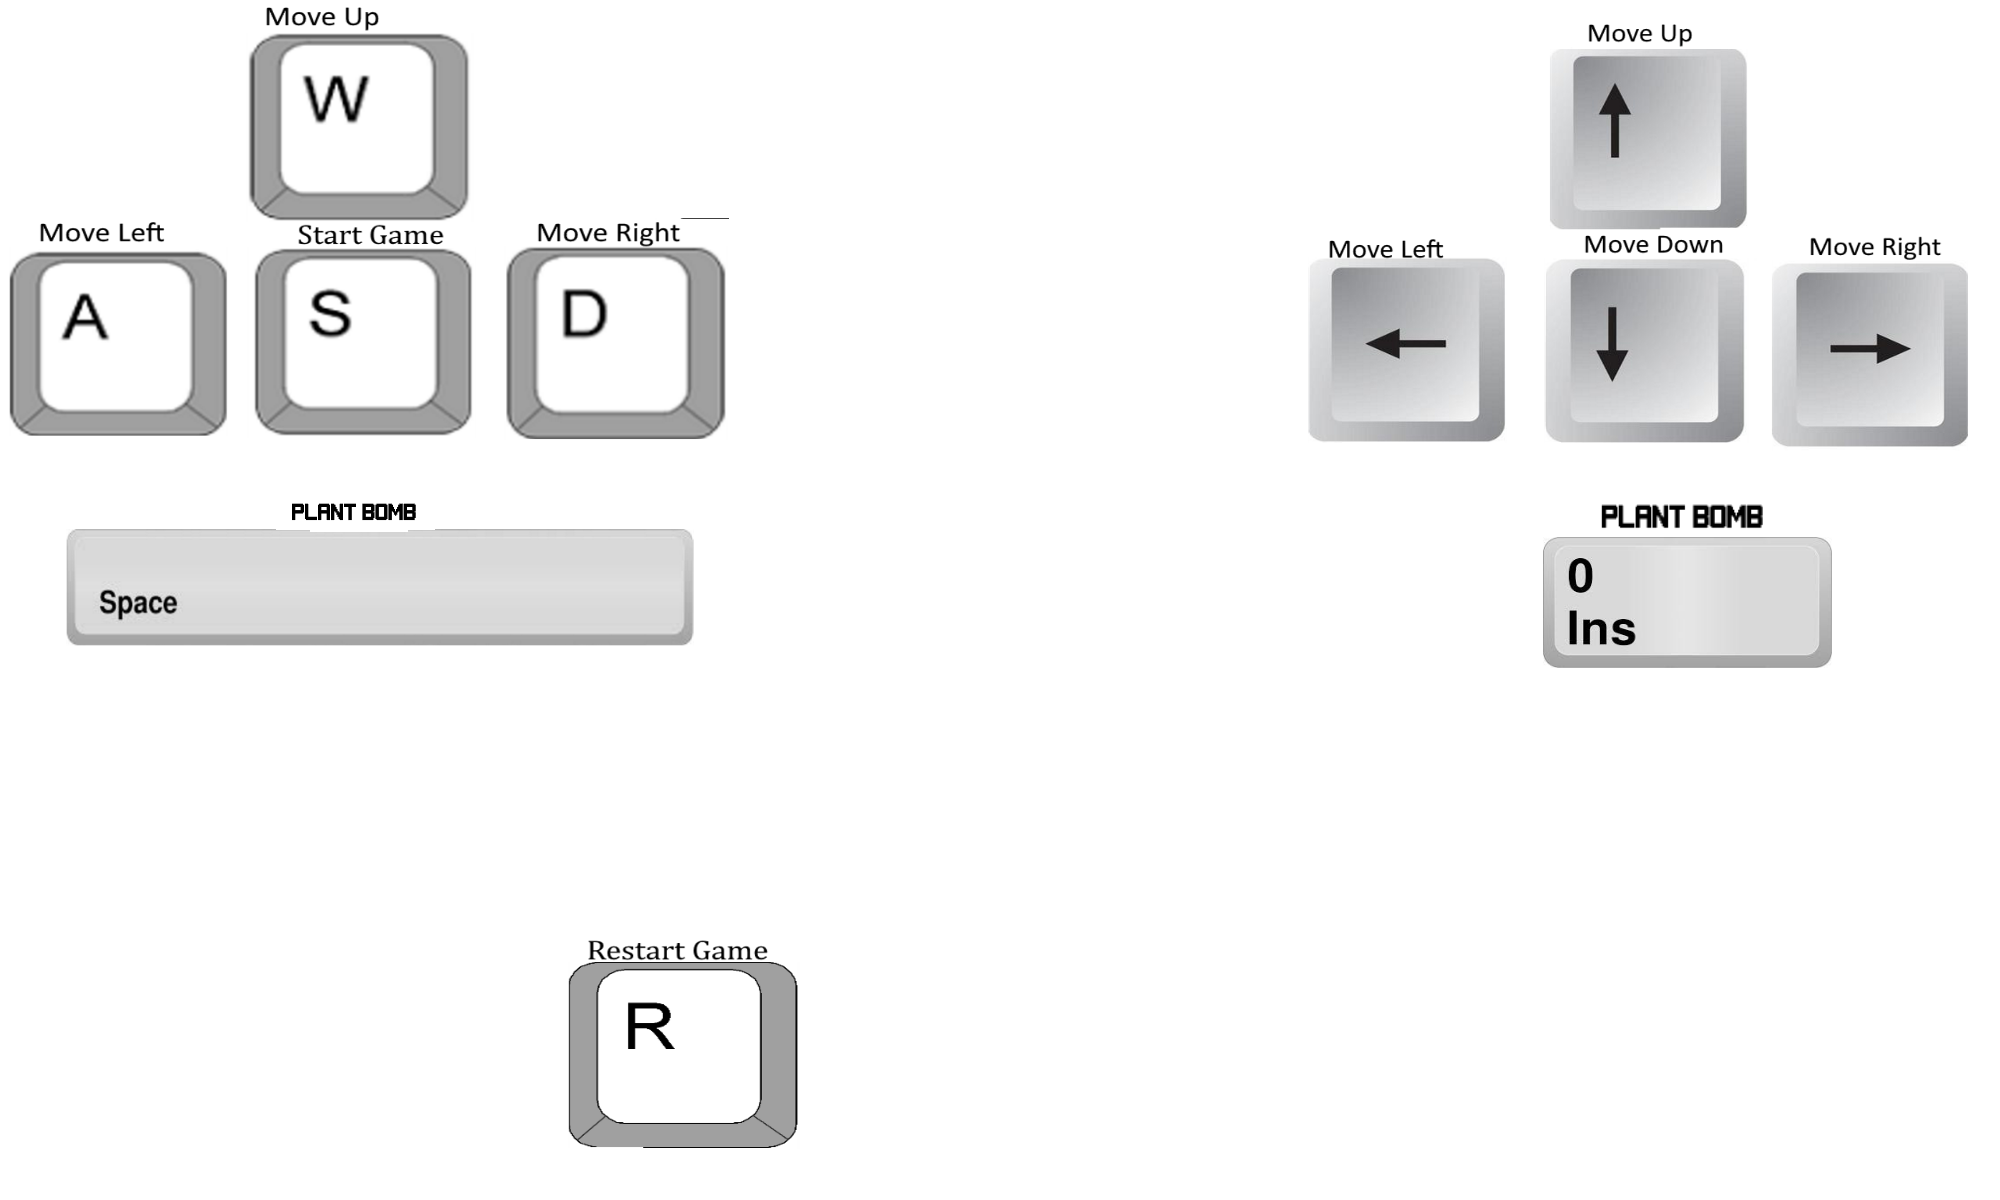 Move Up
W
Move Left
Start Game
Move Right
A
S
D
PLANT BOMB
Space
Move Up
Move Left
Move Down
Move Right
PLANT BOMB
0
Ins
Restart Game
R